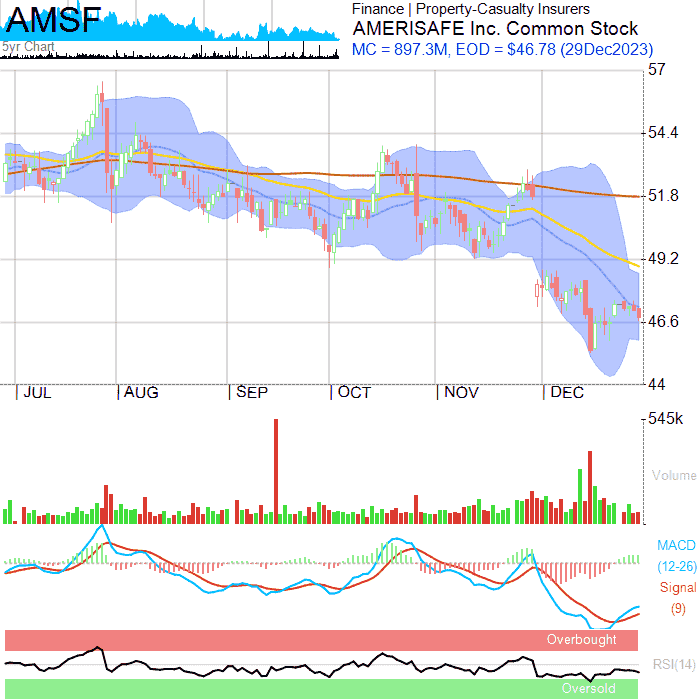 AMSF
5yr Chart
Finance | Property-Casualty Insurers
AMERISAFE Inc. Common Stock
MC = 897.3M, EOD = $46.78 (29Dec2023)
57
54.4
51.8
49.2
46.6
44
JUL AUG SEP OCT NOV DEC
545k
Volume
MACD
(12-26)
Signal
(9)
Overbought
RSI(14)
Oversold